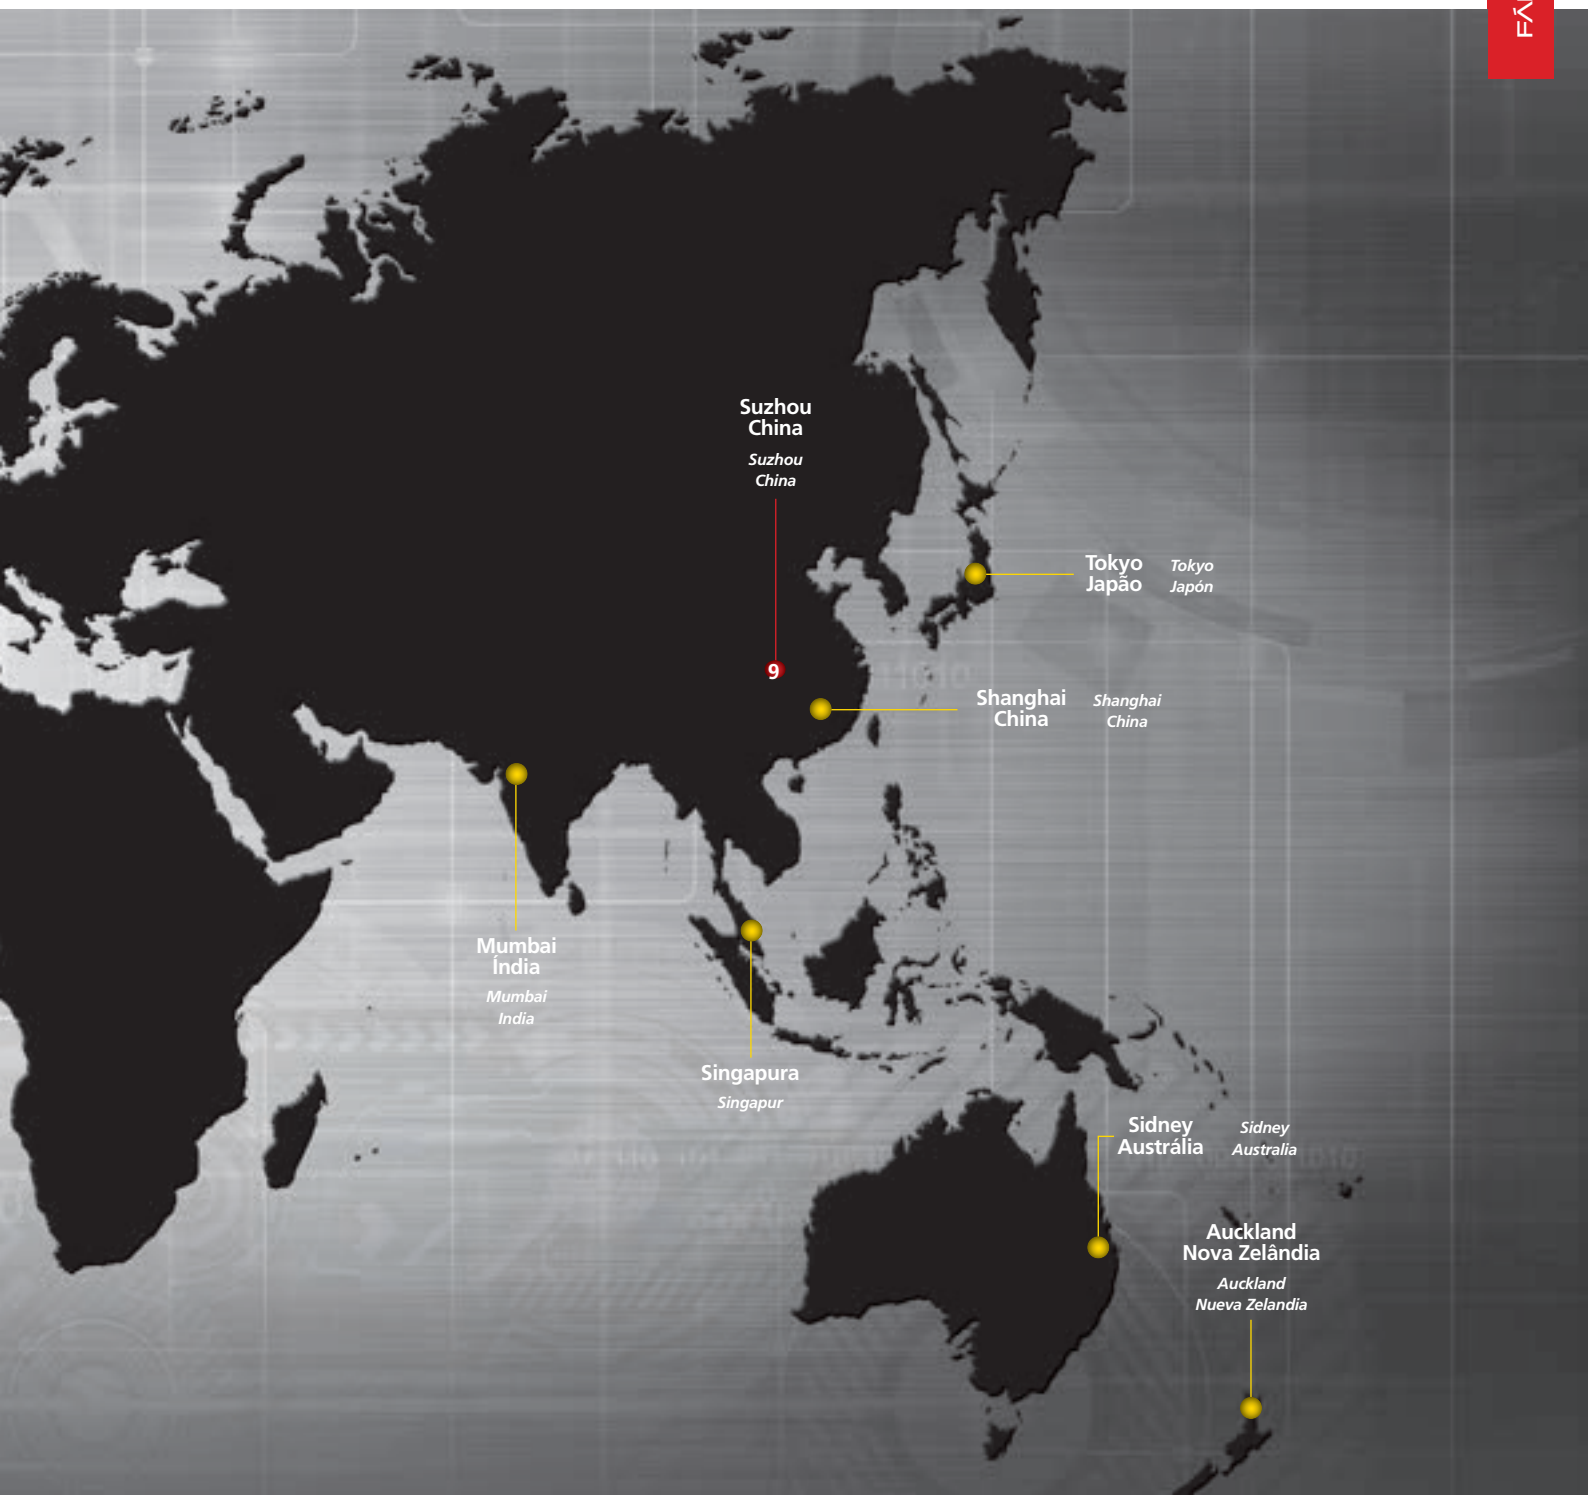 Suzhou
China
Suzhou
China
Tokyo
Japão
Tokyo
Japón
9
Shanghai
China
Shanghai
China
Mumbai
Índia
Mumbai
India
Singapura
Singapur
Sidney
Austrália
Sidney
Australia
Auckland
Nova Zelândia
Auckland
Nueva Zelandia